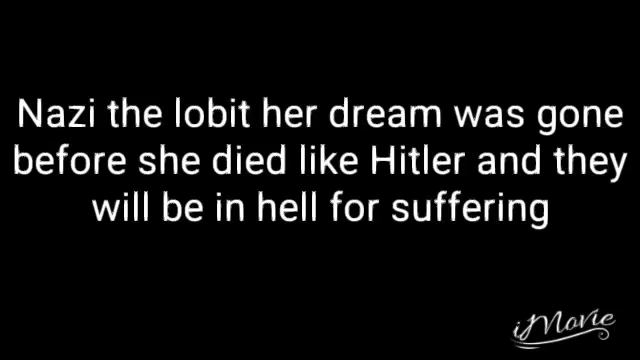 Nazi the lobit her dream was gone
before she died like Hitler and they
will be in hell for suffering
iMovie